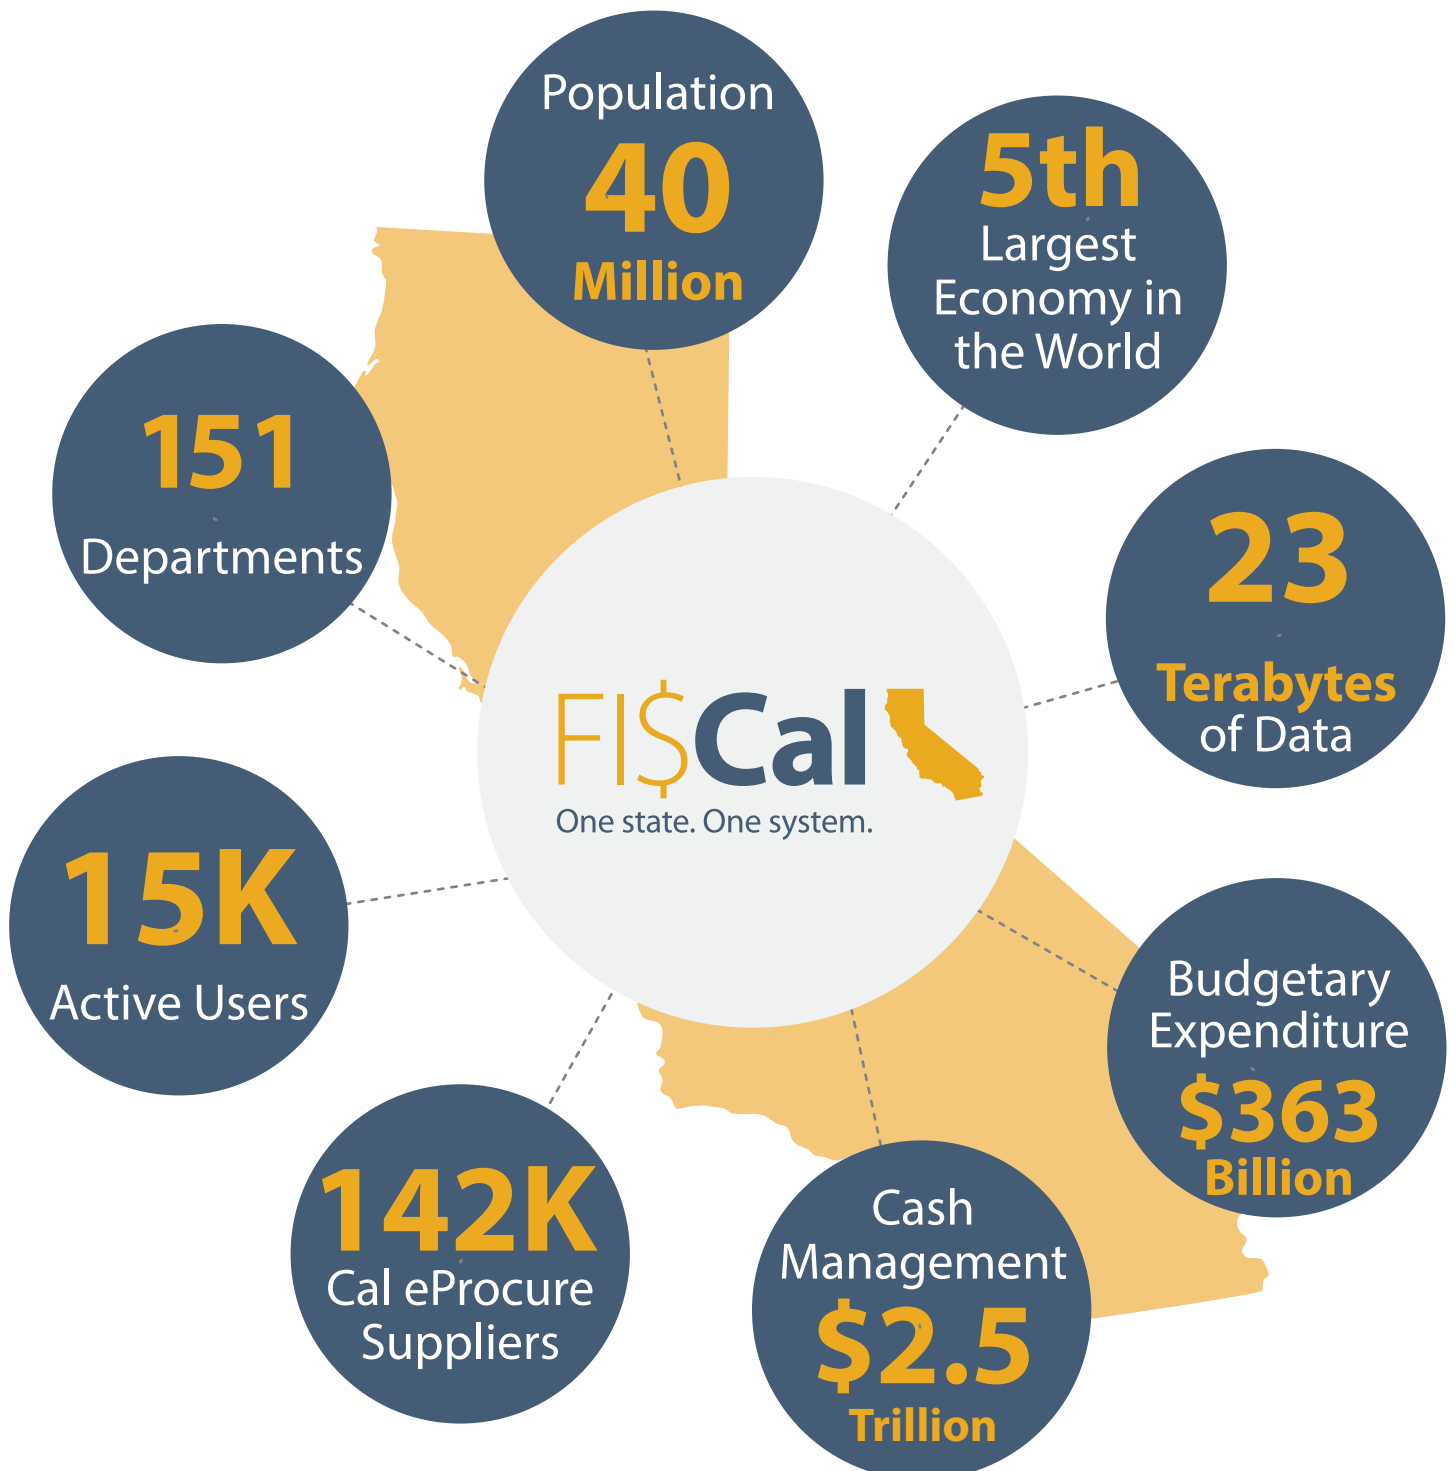 Population
40
Million
5th
Largest
Economy in
the World
151
Departments
23
Terabytes
of Data
FI$Cal
One state. One system.
15K
Active Users
Budgetary
Expenditure
$363
Billion
142K
Cal eProcure
Suppliers
Cash
Management
$2.5
Trillion